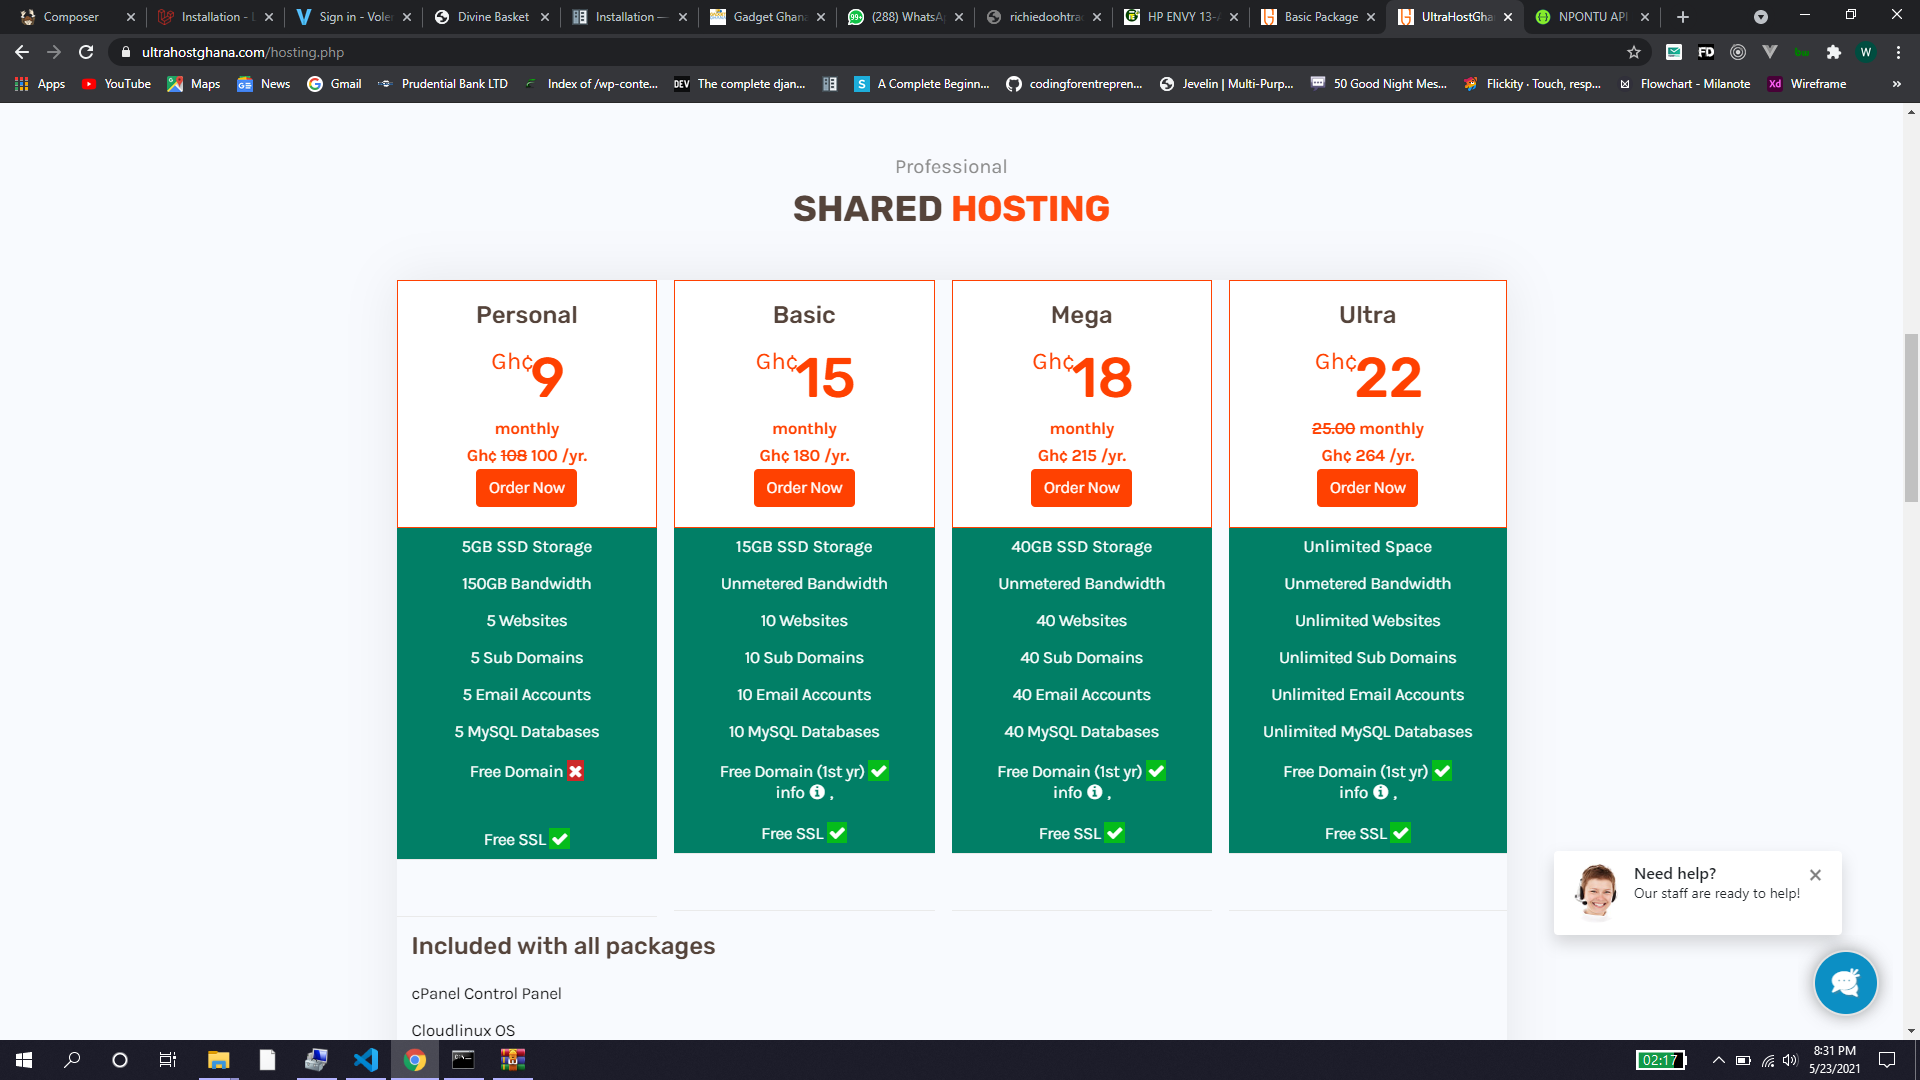 Composer
Installation - L
Sign in - Voler
Divine Basket
Installation —
Gadget Ghana
(288) WhatsA
richiedoohtra
HP ENVY 13-A
Basic Package
UltraHostGha
NPONTU API
ultrahostghana.com/hosting.php
Apps
YouTube
Maps
News
Gmail
Prudential Bank LTD
Index of /wp-conte...
DEV
The complete djan...
S
A Complete Beginn...
codingforentrepren...
Jevelin | Multi-Purp...
50 Good Night Mes...
Flickity · Touch, resp...
Flowchart - Milanote
Xd
Wireframe
»
FD
W
Professional
SHARED HOSTING
Personal
Gh¢9
monthly
Gh¢ 108 100 /yr.
Order Now
5GB SSD Storage
150GB Bandwidth
5 Websites
5 Sub Domains
5 Email Accounts
5 MySQL Databases
Free Domain
Free SSL
Basic
Gh¢15
monthly
Gh¢ 180 /yr.
Order Now
15GB SSD Storage
Unmetered Bandwidth
10 Websites
10 Sub Domains
10 Email Accounts
10 MySQL Databases
Free Domain (1st yr)
info ,
Free SSL
Mega
Gh¢18
monthly
Gh¢ 215 /yr.
Order Now
40GB SSD Storage
Unmetered Bandwidth
40 Websites
40 Sub Domains
40 Email Accounts
40 MySQL Databases
Free Domain (1st yr)
info ,
Free SSL
Ultra
Gh¢22
25.00 monthly
Gh¢ 264 /yr.
Order Now
Unlimited Space
Unmetered Bandwidth
Unlimited Websites
Unlimited Sub Domains
Unlimited Email Accounts
Unlimited MySQL Databases
Free Domain (1st yr)
info ,
Free SSL
Need help?
Our staff are ready to help!
Included with all packages
cPanel Control Panel
Cloudlinux OS
02:17
8:31 PM
5/23/2021